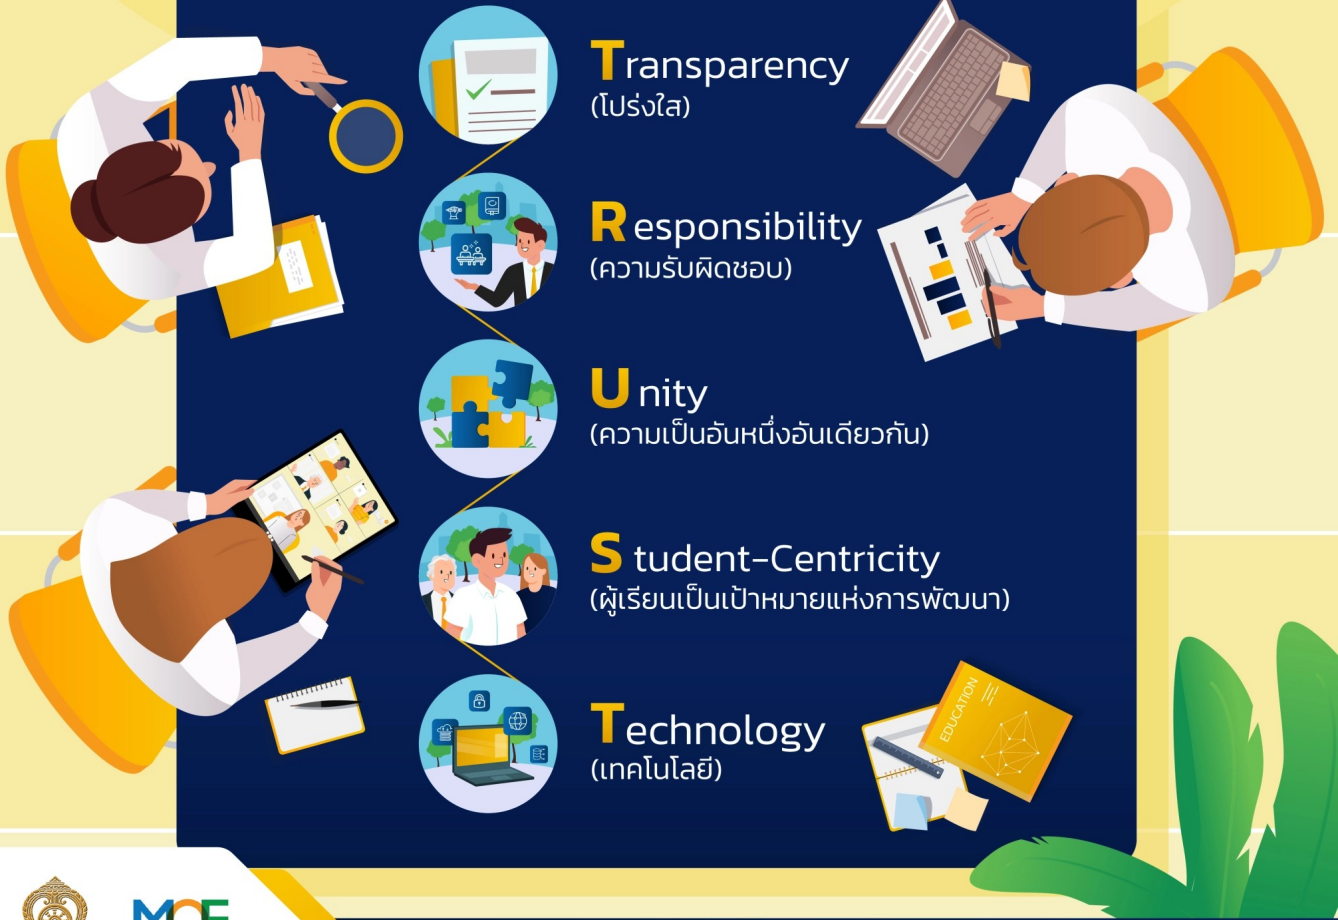 Transparency
(โปร่งใส)
Responsibility
(ความรับผิดชอบ)
Unity
(ความเป็นอันหนึ่งอันเดียวกัน)
Student-Centricity
(ผู้เรียนเป็นเป้าหมายแห่งการพัฒนา)
EDUCATION
Technology
(เทคโนโลยี)
MOE